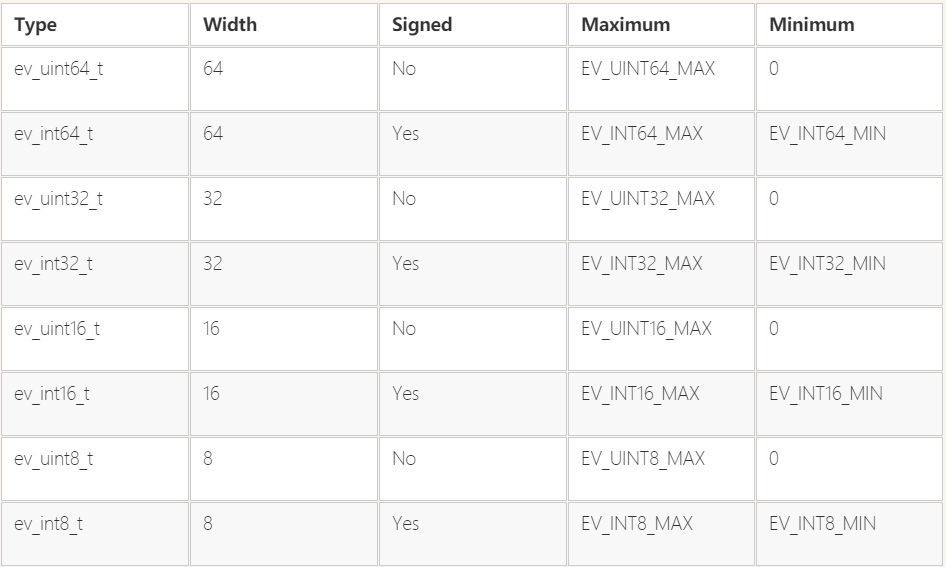 Type Width Signed Maximum Minimum
ev_uint64_t 64 No EV_UINT64_MAX 0
ev_int64_t 64 Yes EV_INT64_MAX EV_INT64_MIN
ev_uint32_t 32 No EV_UINT32_MAX 0
ev_int32_t 32 Yes EV_INT32_MAX EV_INT32_MIN
ev_uint16_t 16 No EV_UINT16_MAX 0
ev_int16_t 16 Yes EV_INT16_MAX EV_INT16_MIN
ev_uint8_t 8 No EV_UINT8_MAX 0
ev_int8_t 8 Yes EV_INT8_MAX EV_INT8_MIN